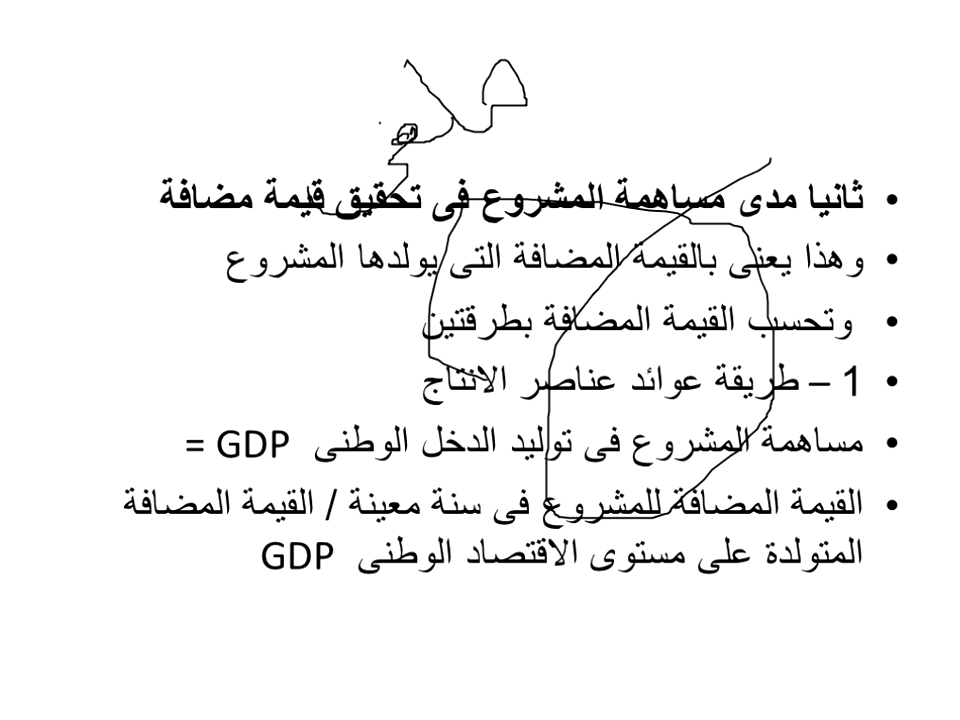 • ثانيا مدى مساهمة المشروع فى تحقيق قيمة مضافة
• وهذا يعنى بالقيمة المضافة التى يولدها المشروع
• وتحسب القيمة المضافة بطرقتين
• 1 – طريقة عوائد عناصر الانتاج
• مساهمة المشروع فى توليد الدخل الوطنى GDP =
• القيمة المضافة للمشروع فى سنة معينة / القيمة المضافة
المتولدة على مستوى الاقتصاد الوطنى GDP